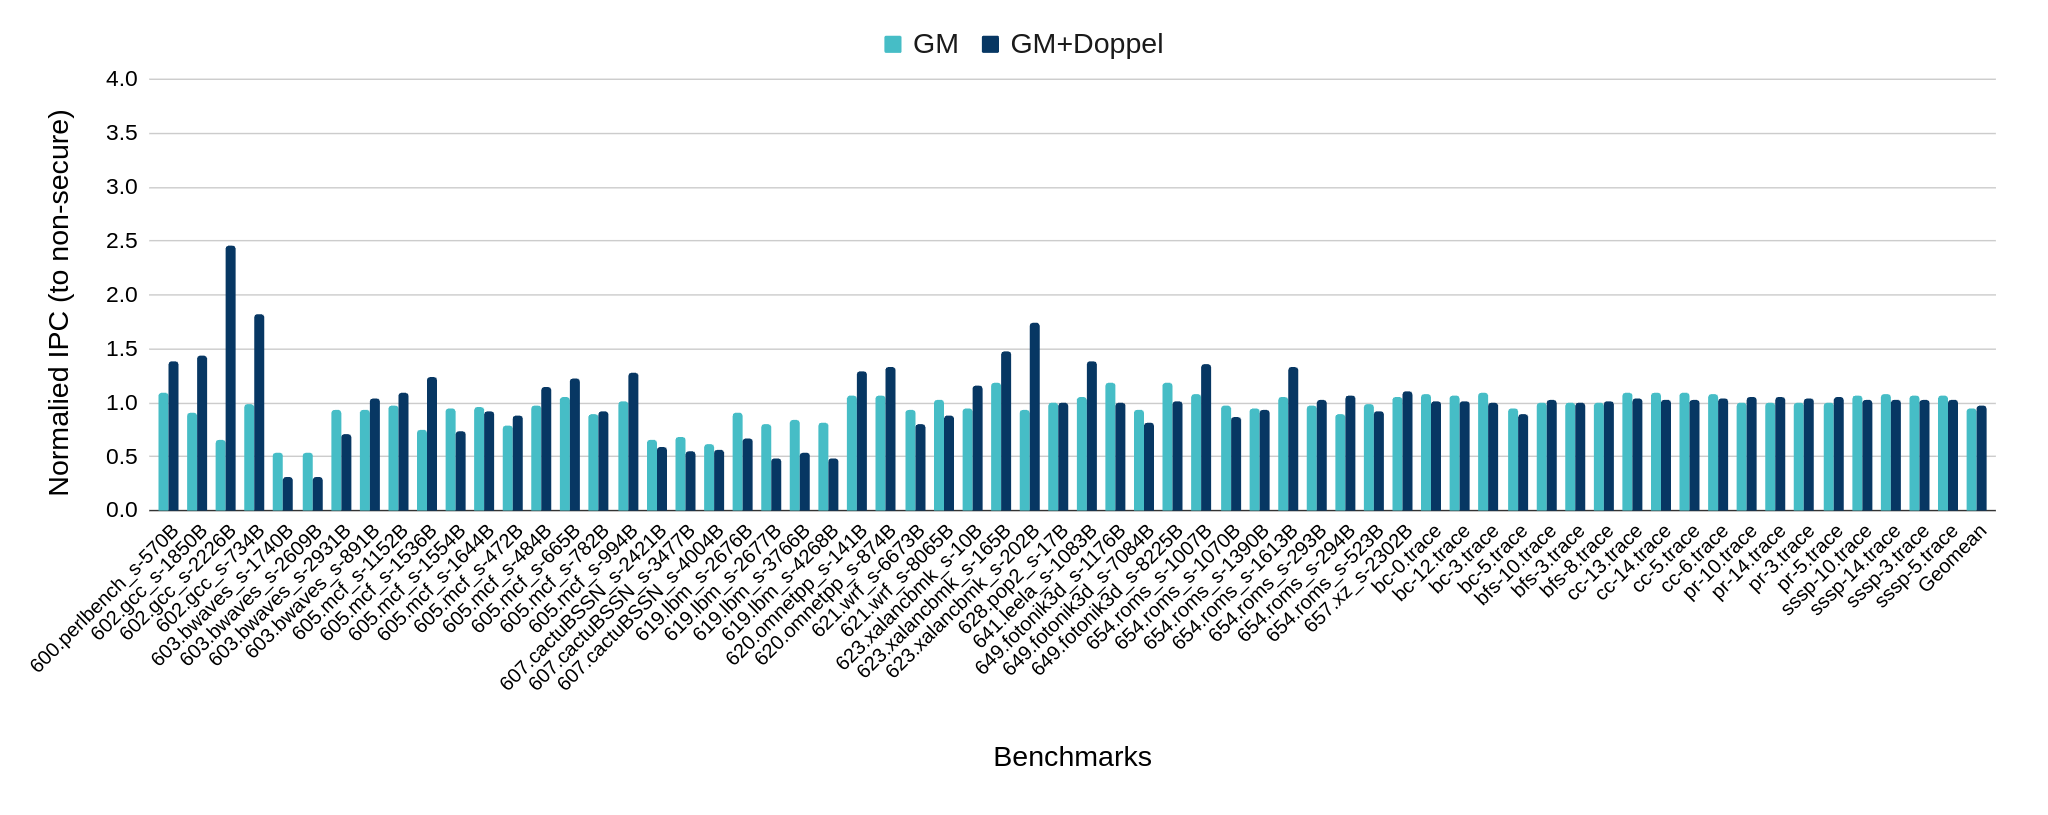 GM GM+Doppel
Normalied IPC (to non-secure)
4.0
3.5
3.0
2.5
2.0
1.5
1.0
0.5
0.0
600.perlbench_s-570B
602.gcc_s-1850B
602.gcc_s-2226B
602.gcc_s-734B
603.bwaves_s-1740B
603.bwaves_s-2609B
603.bwaves_s-2931B
603.bwaves_s-891B
605.mcf_s-1152B
605.mcf_s-1536B
605.mcf_s-1554B
605.mcf_s-1644B
605.mcf_s-472B
605.mcf_s-484B
605.mcf_s-665B
605.mcf_s-782B
605.mcf_s-994B
607.cactuBSSN_s-2421B
607.cactuBSSN_s-3477B
607.cactuBSSN_s-4004B
619.lbm_s-2676B
619.lbm_s-2677B
619.lbm_s-3766B
619.lbm_s-4268B
620.omnetpp_s-141B
620.omnetpp_s-874B
621.wrf_s-6673B
621.wrf_s-8065B
623.xalancbmk_s-10B
623.xalancbmk_s-165B
623.xalancbmk_s-202B
628.pop2_s-17B
641.leela_s-1083B
649.fotonik3d_s-1176B
649.fotonik3d_s-7084B
649.fotonik3d_s-8225B
654.roms_s-1007B
654.roms_s-1070B
654.roms_s-1390B
654.roms_s-1613B
654.roms_s-293B
654.roms_s-294B
654.roms_s-523B
657.xz_s-2302B
bc-0.trace
bc-12.trace
bc-3.trace
bc-5.trace
bfs-10.trace
bfs-3.trace
bfs-8.trace
cc-13.trace
cc-14.trace
cc-5.trace
cc-6.trace
pr-10.trace
pr-14.trace
pr-3.trace
pr-5.trace
sssp-10.trace
sssp-14.trace
sssp-3.trace
sssp-5.trace
Geomean
Benchmarks